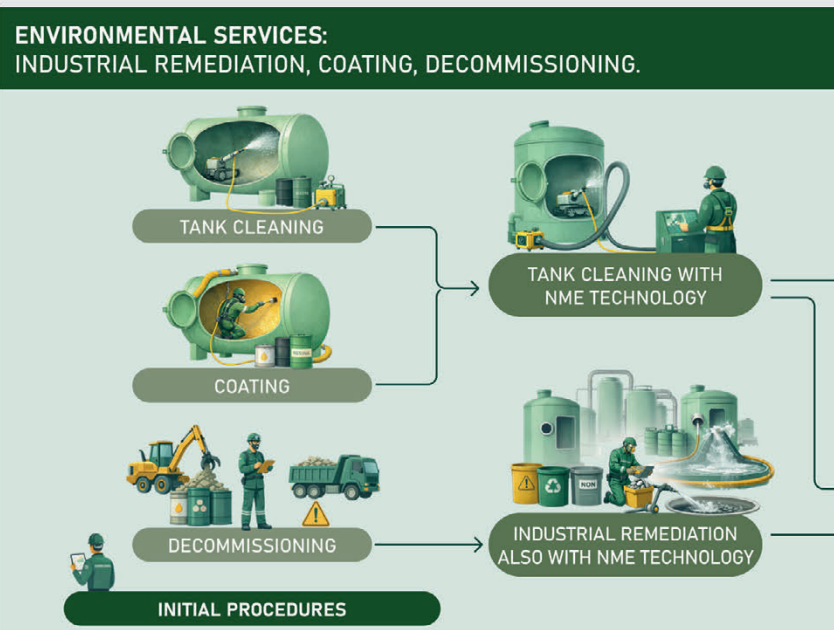 ENVIRONMENTAL SERVICES:
INDUSTRIAL REMEDIATION, COATING, DECOMMISSIONING.
TANK CLEANING
TANK CLEANING WITH
NME TECHNOLOGY
COATING
NON
DECOMMISSIONING
INDUSTRIAL REMEDIATION
ALSO WITH NME TECHNOLOGY
INITIAL PROCEDURES